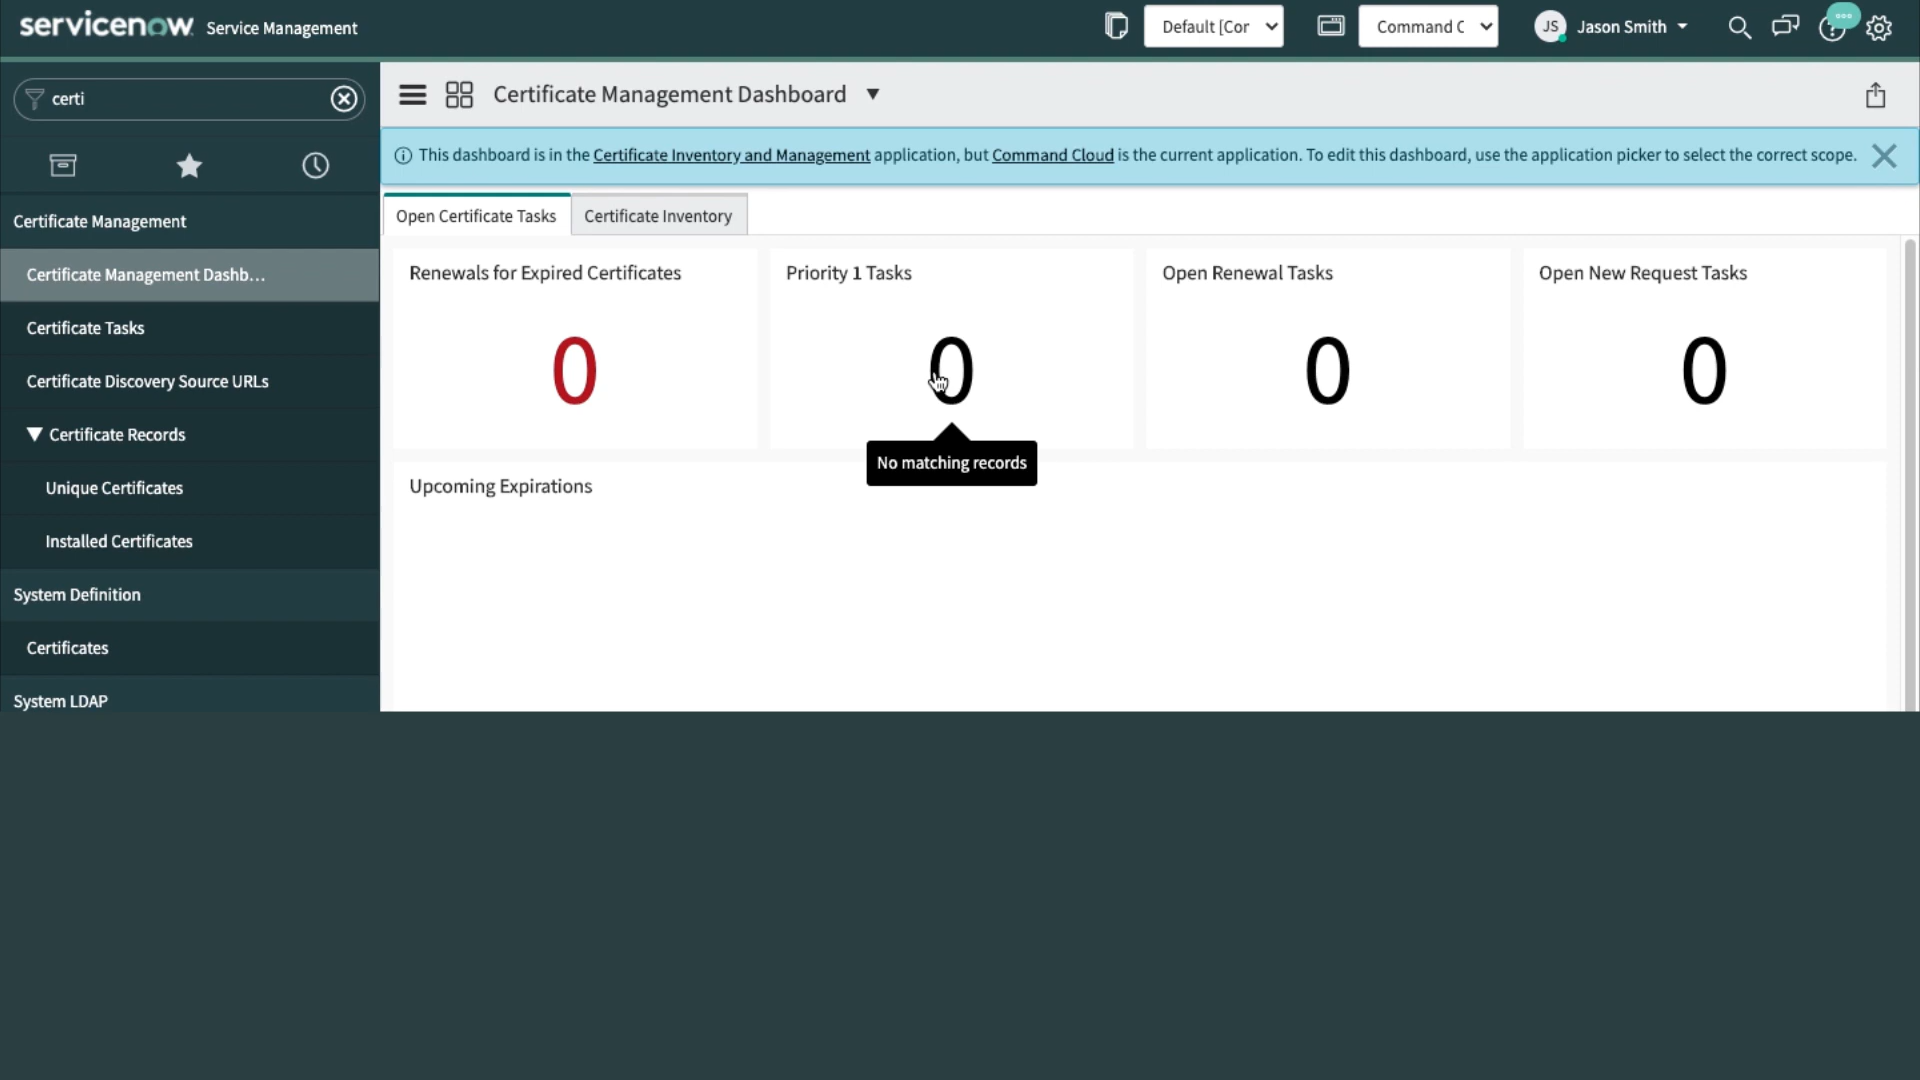 servicenow Service Management
Default [Cor
Command C
JS Jason Smith
certi
Certificate Management Dashboard
This dashboard is in the Certificate Inventory and Management application, but Command Cloud is the current application. To edit this dashboard, use the application picker to select the correct scope.
Certificate Management
Certificate Management Dashb...
Certificate Tasks
Certificate Discovery Source URLs
Certificate Records
Unique Certificates
Installed Certificates
System Definition
Certificates
System LDAP
Open Certificate Tasks
Certificate Inventory
Renewals for Expired Certificates
0
Priority 1 Tasks
0
No matching records
Open Renewal Tasks
0
Open New Request Tasks
0
Upcoming Expirations